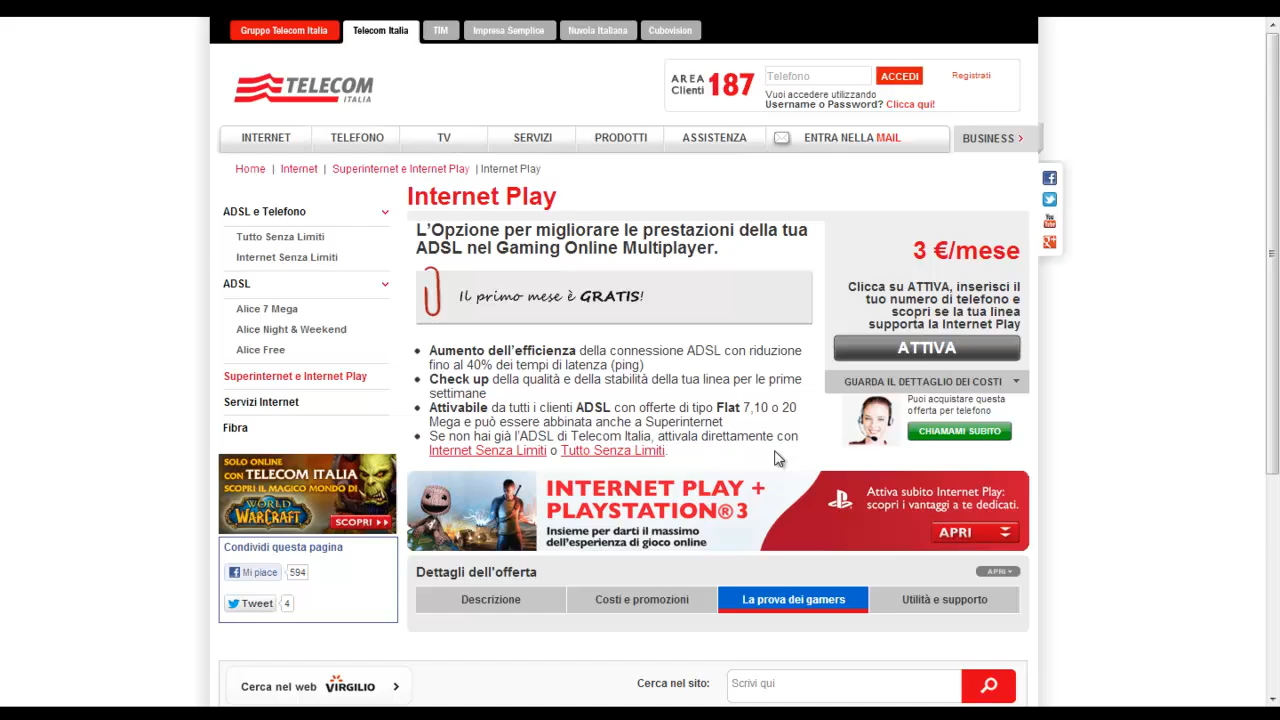 Gruppo Telecom Italia
Telecom Italia
TIM
Impresa Semplice
Nuvola Italiana
Cubovision
TELECOM
ITALIA
AREA
Clienti 187
Telefono
ACCEDI
Registrati
Vuoi accedere utilizzando
Username o Password? Clicca qui!
INTERNET
TELEFONO
TV
SERVIZI
PRODOTTI
ASSISTENZA
ENTRA NELLA MAIL
BUSINESS >
Home | Internet | Superinternet e Internet Play | Internet Play
ADSL e Telefono
Tutto Senza Limiti
Internet Senza Limiti
ADSL
Alice 7 Mega
Alice Night & Weekend
Alice Free
Superinternet e Internet Play
Servizi Internet
Fibra
SOLO ONLINE
CON TELECOM ITALIA
SCOPRI IL MAGICO MONDO DI
WORLD
OF
WARCRAFT
SCOPRI
Condividi questa pagina
Mi piace
594
Tweet
4
Internet Play
L'Opzione per migliorare le prestazioni della tua
ADSL nel Gaming Online Multiplayer.
Il primo mese è GRATIS!
• Aumento dell'efficienza della connessione ADSL con riduzione
fino al 40% dei tempi di latenza (ping)
• Check up della qualità e della stabilità della tua linea per le prime
settimane
• Attivabile da tutti i clienti ADSL con offerte di tipo Flat 7,10 o 20
Mega e può essere abbinata anche a Superinternet
• Se non hai già l'ADSL di Telecom Italia, attivala direttamente con
Internet Senza Limiti o Tutto Senza Limiti.
3 €/mese
Clicca su ATTIVA, inserisci il
tuo numero di telefono e
scopri se la tua linea
supporta la Internet Play
ATTIVA
GUARDA IL DETTAGLIO DEI COSTI
Puoi acquistare questa
offerta per telefono
CHIAMAMI SUBITO
You
Tube
INTERNET PLAY +
PLAYSTATION®3
Insieme per darti il massimo
dell'esperienza di gioco online
Attiva subito Internet Play:
scopri i vantaggi a te dedicati.
APRI
Dettagli dell'offerta
APRI
Descrizione
Costi e promozioni
La prova dei gamers
Utilità e supporto
Cerca nel web VIRGILIO >
Cerca nel sito:
Scrivi qui